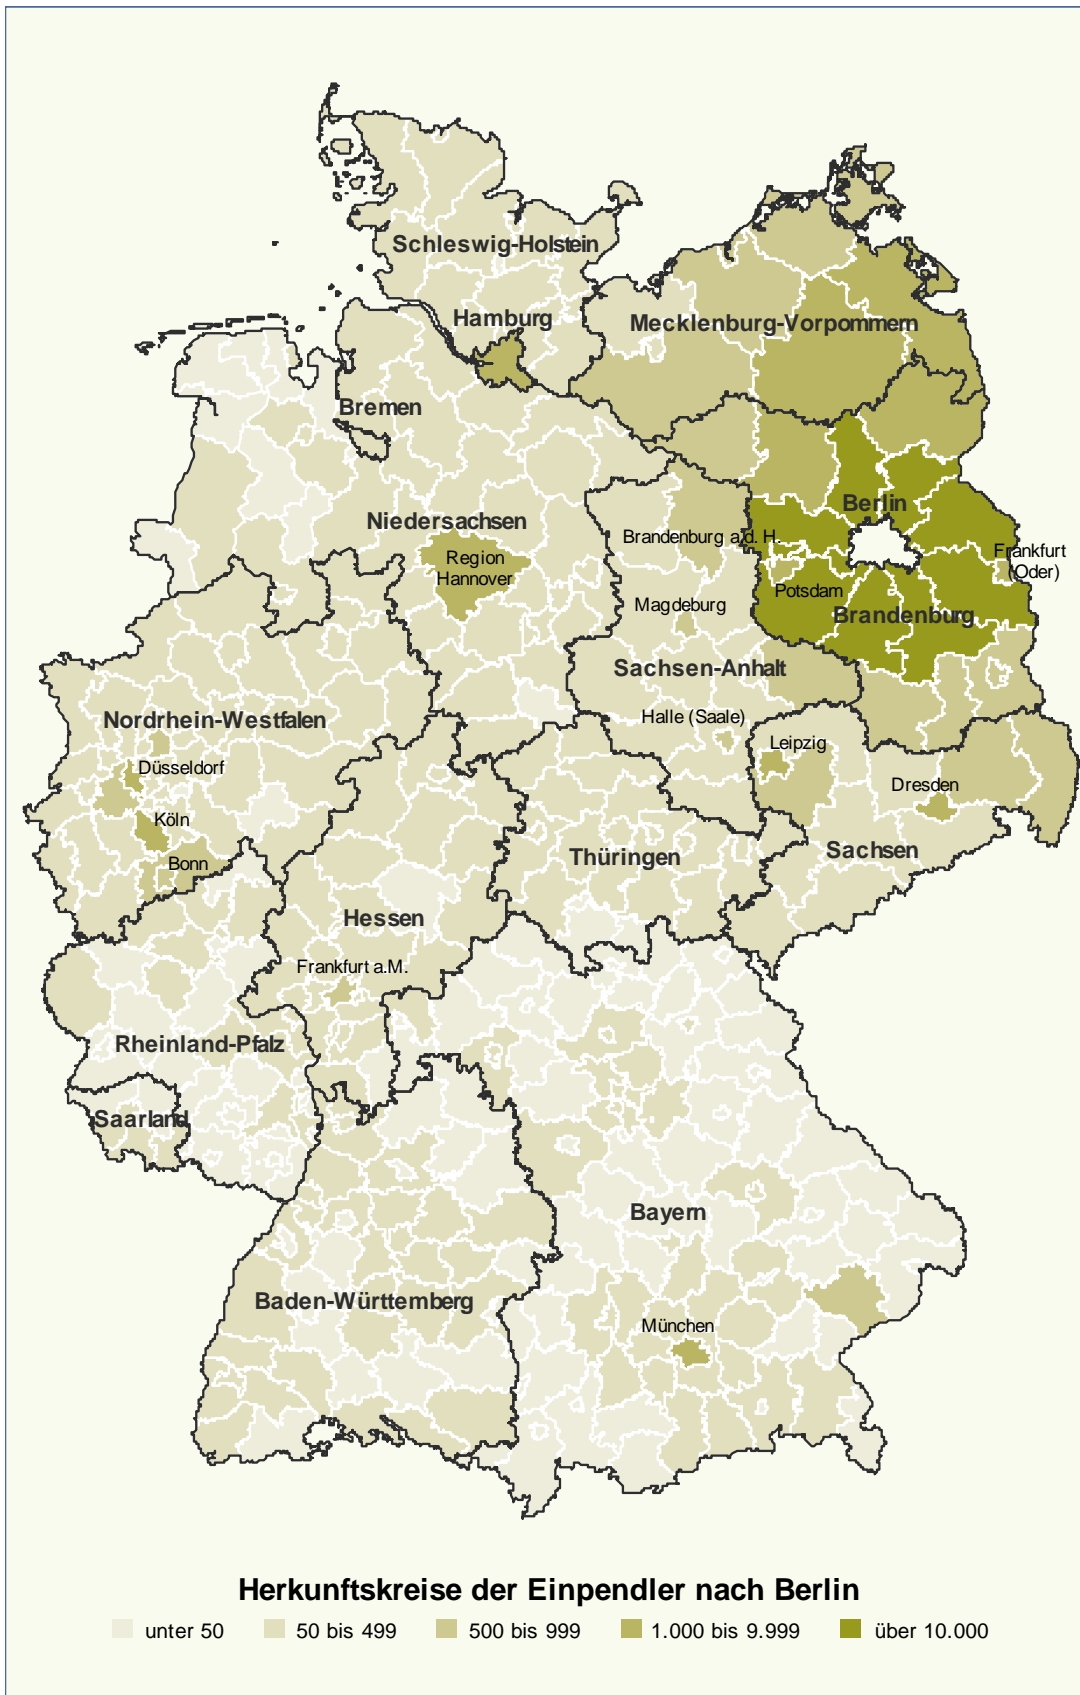 Schleswig-Holstein
Hamburg
Mecklenburg-Vorpommern
Bremen
Berlin
Niedersachsen
Brandenburg a/d. H.
Region
Hannover
Frankfurt
(Oder)
Potsdam
Magdeburg
Brandenburg
Sachsen-Anhalt
Nordrhein-Westfalen
Halle (Saale)
Leipzig
Düsseldorf
Dresden
Köln
Bonn
Thüringen
Sachsen
Hessen
Frankfurt a.M.
Rheinland-Pfalz
Saarland
Bayern
Baden-Württemberg
München
Herkunftskreise der Einpendler nach Berlin
unter 50 50 bis 499 500 bis 999 1.000 bis 9.999 über 10.000